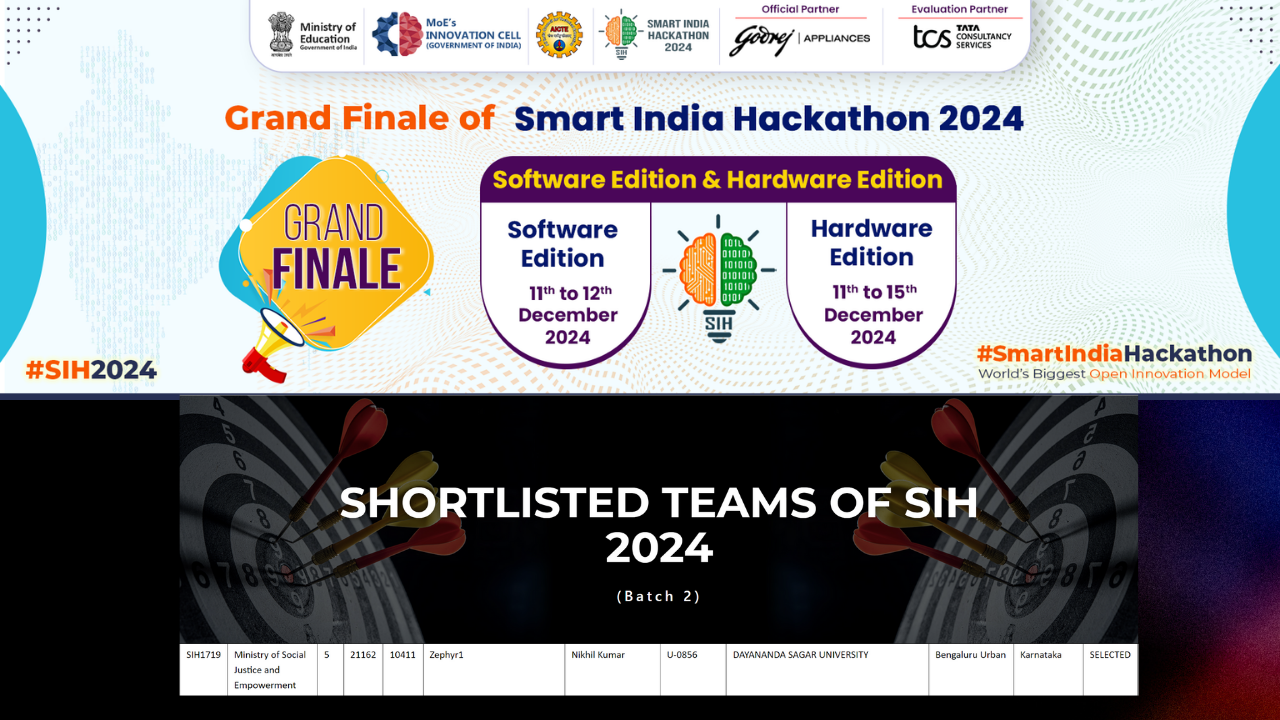 Official Partner
Evaluation Partner
Ministry of
Education
Government of India
MoE's
INNOVATION CELL
(GOVERNMENT OF INDIA)
AICTE
SIH
SMART INDIA
HACKATHON
2024
Godrej | APPLIANCES
tcs TATA
CONSULTANCY
SERVICES
Grand Finale of Smart India Hackathon 2024
GRAND
FINALE
Software Edition & Hardware Edition
Software
Edition
11th to 12th
December
2024
SIH
Hardware
Edition
11th to 15th
December
2024
#SIH2024
#SmartIndiaHackathon
World's Biggest Open Innovation Model
SHORTLISTED TEAMS OF SIH
2024
(Batch 2)
SIH1719 Ministry of Social 5 21162 10411 Zephyr1 Nikhil Kumar U-0856 DAYANANDA SAGAR UNIVERSITY Bengaluru Urban Karnataka SELECTED
Justice and
Empowerment